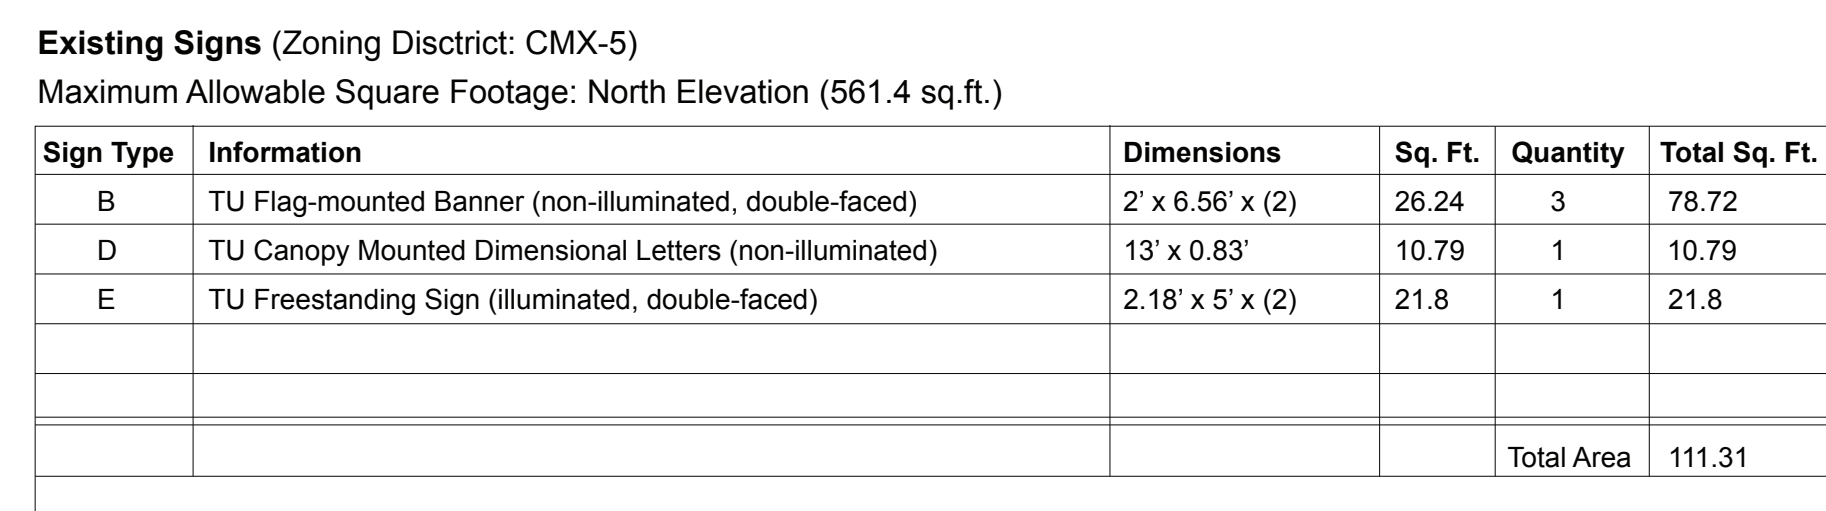 Existing Signs (Zoning Disctrict: CMX-5)
Maximum Allowable Square Footage: North Elevation (561.4 sq.ft.)
Sign Type Information Dimensions Sq. Ft. Quantity Total Sq. Ft.
B TU Flag-mounted Banner (non-illuminated, double-faced) 2’ x 6.56’ x (2) 26.24 3 78.72
D TU Canopy Mounted Dimensional Letters (non-illuminated) 13’ x 0.83’ 10.79 1 10.79
E TU Freestanding Sign (illuminated, double-faced) 2.18’ x 5’ x (2) 21.8 1 21.8
Total Area 111.31